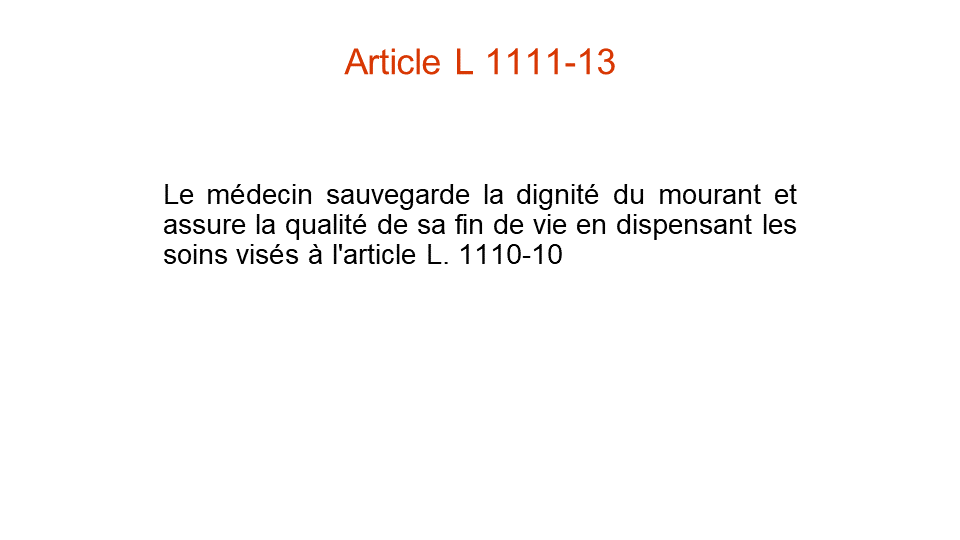 Article L 1111-13
Le médecin sauvegarde la dignité du mourant et
assure la qualité de sa fin de vie en dispensant les
soins visés à l'article L. 1110-10